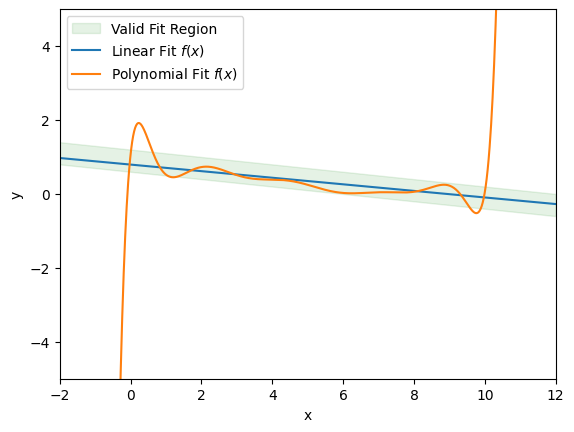 Valid Fit Region
Linear Fit f(x)
Polynomial Fit f(x)
4
2
0
−2
−4
y
−2 0 2 4 6 8 10 12
x